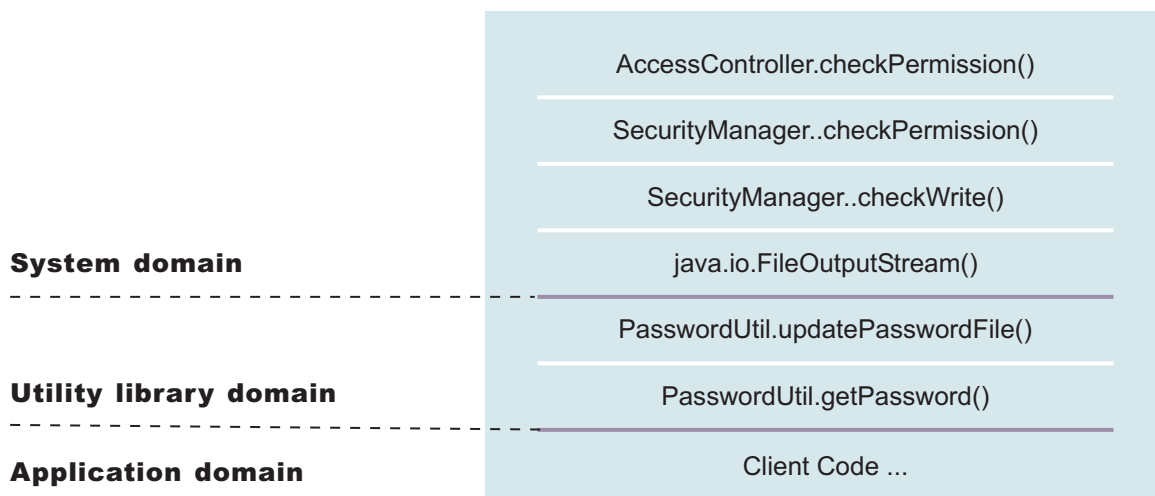 AccessController.checkPermission()
SecurityManager..checkPermission()
SecurityManager..checkWrite()
System domain
java.io.FileOutputStream()
PasswordUtil.updatePasswordFile()
Utility library domain
PasswordUtil.getPassword()
Application domain
Client Code ...